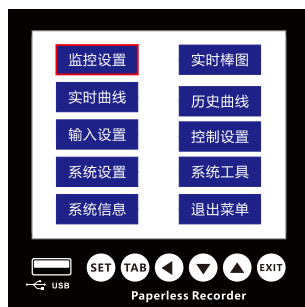 监控设置 实时棒图
实时曲线 历史曲线
输入设置 控制设置
系统设置 系统工具
系统信息 退出菜单
USB SET TAB EXIT
Paperless Recorder